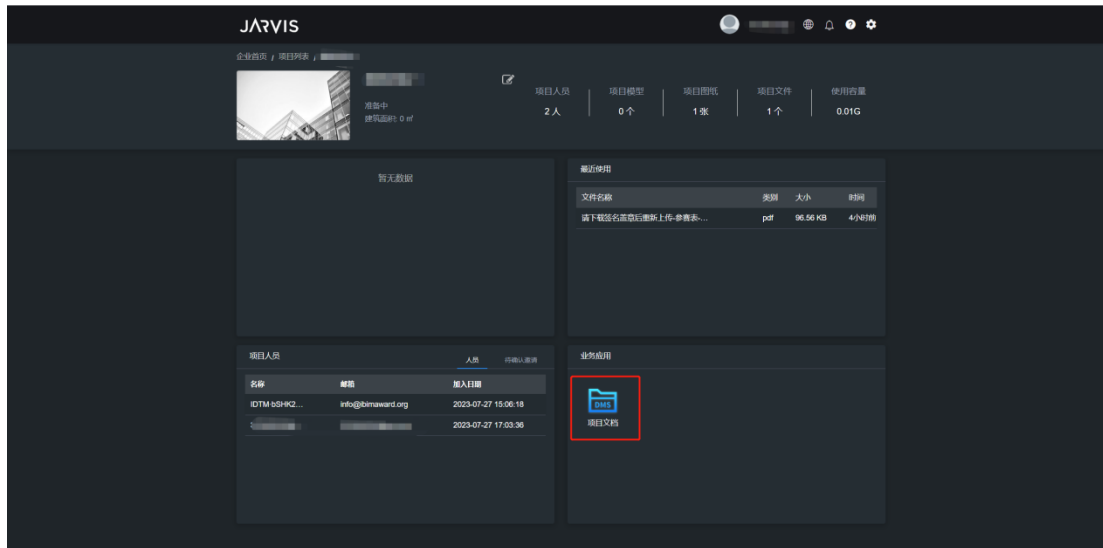 JARVIS
企业首页 / 项目列表 /
准备中
建筑面积: 0 ㎡
项目人员 项目模型 项目图纸 项目文件 使用容量
2人 0个 1张 1个 0.01G
暂无数据
最近使用
文件名称 类别 大小 时间
请下载签名盖章后重新上传-参赛表-... pdf 96.56 KB 4小时前
项目人员 人员 待确认邀请
名称 邮箱 加入日期
IDTM-bSHK2... info@ibimaward.org 2023-07-27 15:06:18
2023-07-27 17:03:36
业务应用
DMS
项目文档